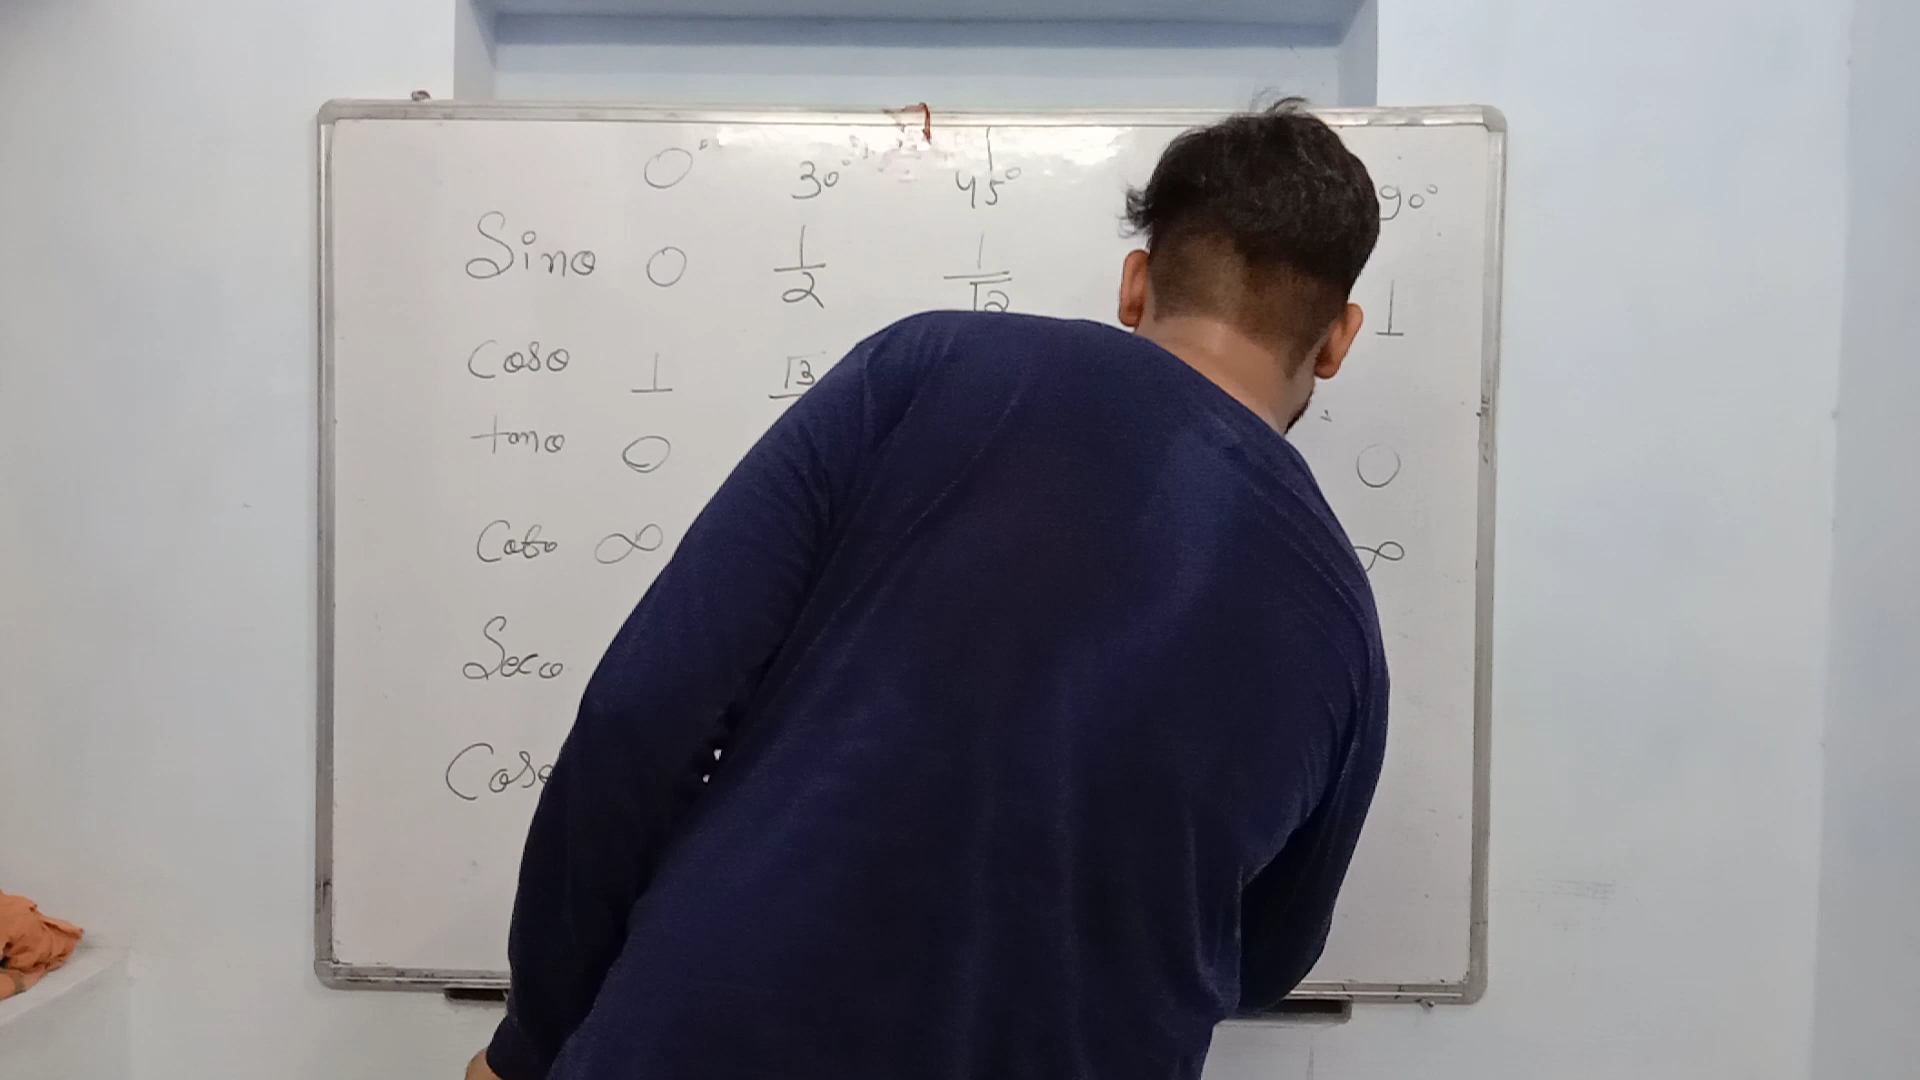 0° 30° 45° 90°
Sinθ 0 1/2 1/√2 1
Cosθ 1 √3
tanθ 0 0
Cotθ ∞ ∞
Secθ
Cosθ